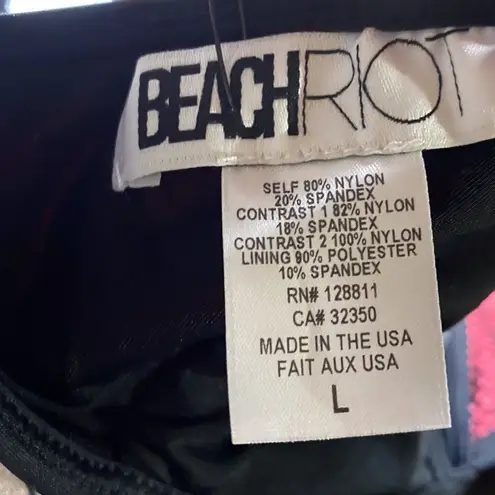 BEACHRIOT
SELF 80% NYLON
20% SPANDEX
CONTRAST 1 82% NYLON
18% SPANDEX
CONTRAST 2 100% NYLON
LINING 90% POLYESTER
10% SPANDEX
RN# 128811
CA# 32350
MADE IN THE USA
FAIT AUX USA
L